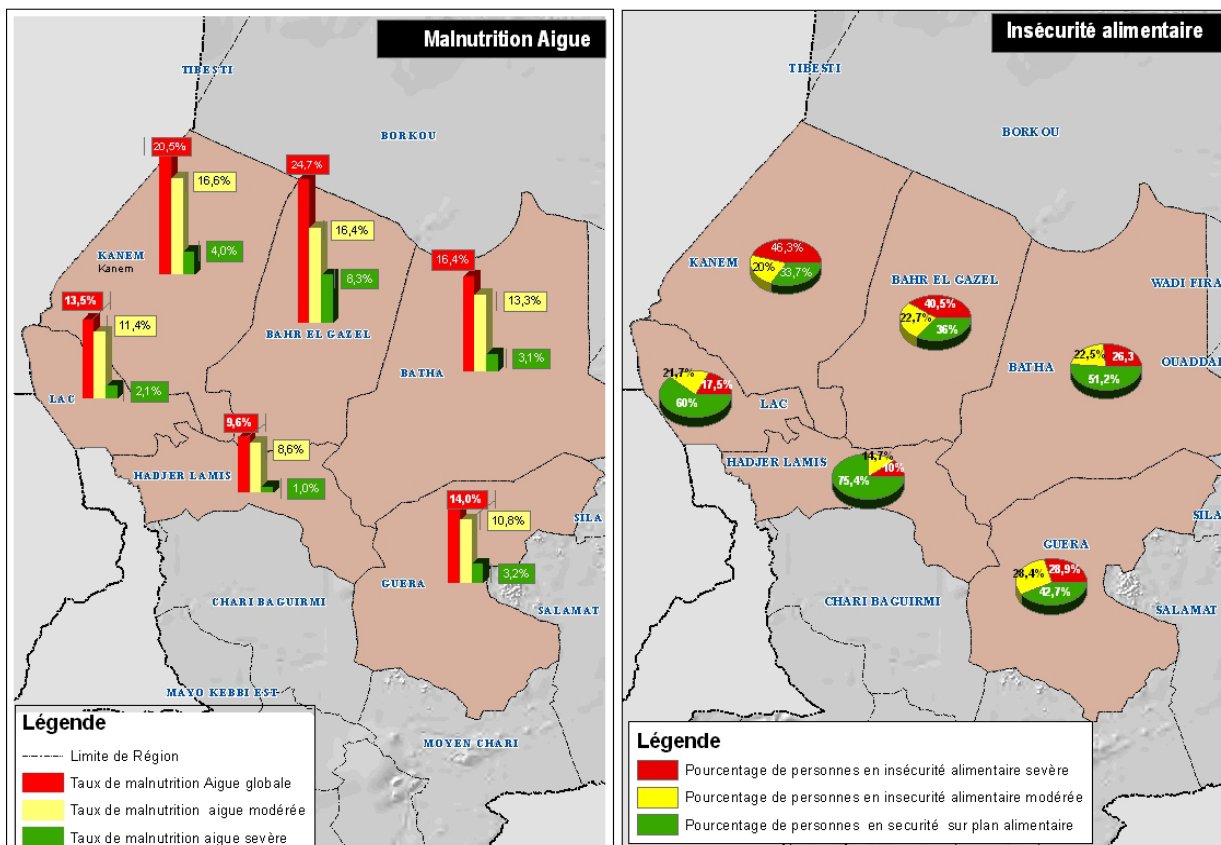 Malnutrition Aigue
TIBESTI
BORKOU
20,5%
16,6%
4,0%
KANEM
Kanem
24,7%
16,4%
8,3%
BAHR EL GAZEL
16,4%
13,3%
3,1%
BATHA
13,5%
11,4%
2,1%
LAC
9,6%
8,6%
1,0%
HADJER LAMIS
14,0%
10,8%
3,2%
GUERA
SILA
CHARI BAGUIRMI
SALAMAT
MAYO KEBBI EST
MOYEN CHARI
Légende
Limite de Région
Taux de malnutrition Aigue globale
Taux de malnutrition aigue modérée
Taux de malnutrition aigue sevère
Insécurité alimentaire
TIBESTI
BORKOU
KANEM
46,3%
20%
33,7%
BAHR EL GAZEL
40,5%
22,7%
36%
WADI FIRA
OUADDAI
BATHA
22,5%
26,3
51,2%
21,7%
17,5%
60%
LAC
HADJER LAMIS
14,7%
10%
75,4%
SILA
GUERA
28,4%
28,9%
42,7%
CHARI BAGUIRMI
SALAMAT
Légende
Pourcentage de personnes en insécurité alimentaire sevère
Pourcentage de personnes en insecurité alimentaire modérée
Pourcentage de personnes en securité sur plan alimentaire